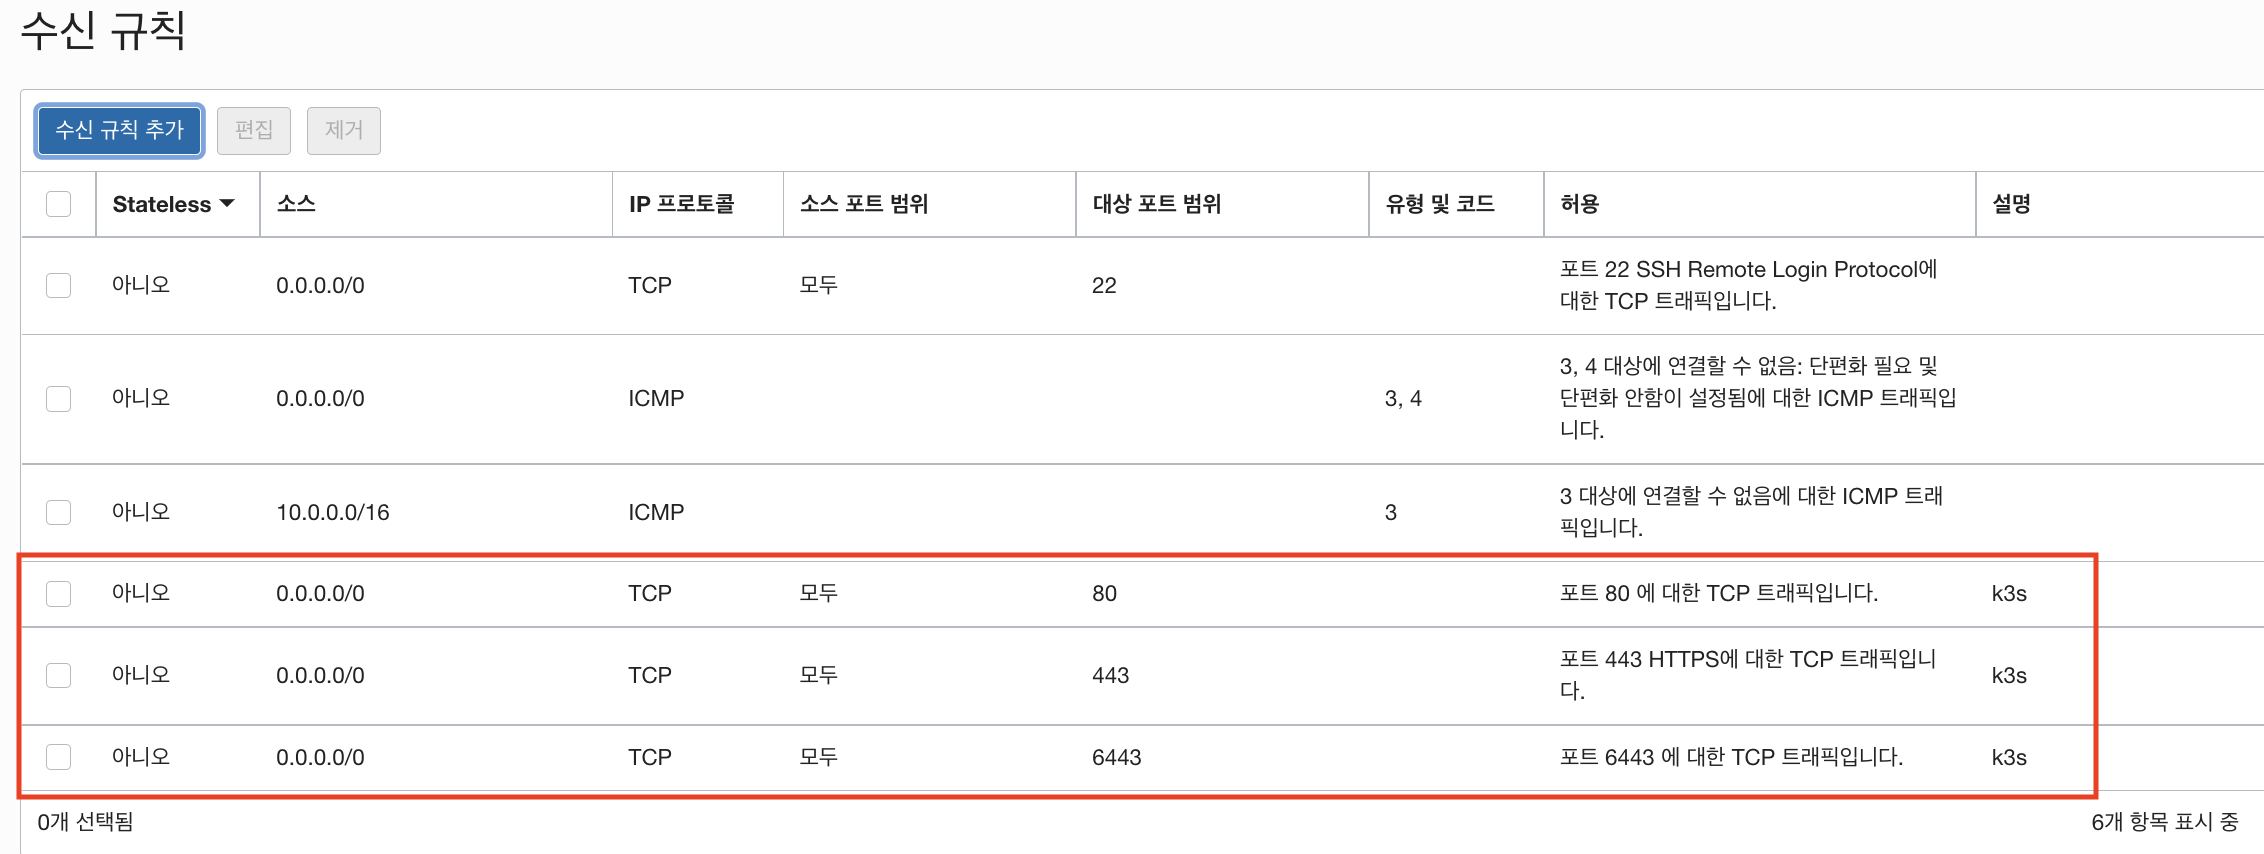 수신 규칙
수신 규칙 추가 편집 제거
Stateless 소스 IP 프로토콜 소스 포트 범위 대상 포트 범위 유형 및 코드 허용 설명
아니오 0.0.0.0/0 TCP 모두 22 포트 22 SSH Remote Login Protocol에
대한 TCP 트래픽입니다.
아니오 0.0.0.0/0 ICMP 3, 4 3, 4 대상에 연결할 수 없음: 단편화 필요 및
단편화 안함이 설정됨에 대한 ICMP 트래픽입
니다.
아니오 10.0.0.0/16 ICMP 3 3 대상에 연결할 수 없음에 대한 ICMP 트래
픽입니다.
아니오 0.0.0.0/0 TCP 모두 80 포트 80 에 대한 TCP 트래픽입니다. k3s
아니오 0.0.0.0/0 TCP 모두 443 포트 443 HTTPS에 대한 TCP 트래픽입니
다. k3s
아니오 0.0.0.0/0 TCP 모두 6443 포트 6443 에 대한 TCP 트래픽입니다. k3s
0개 선택됨 6개 항목 표시 중